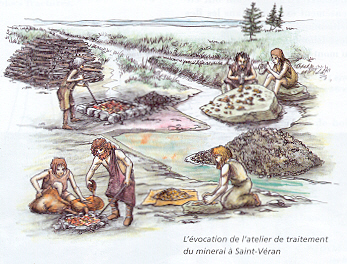 L'évocation de l'atelier de traitement
du minerai à Saint-Véran